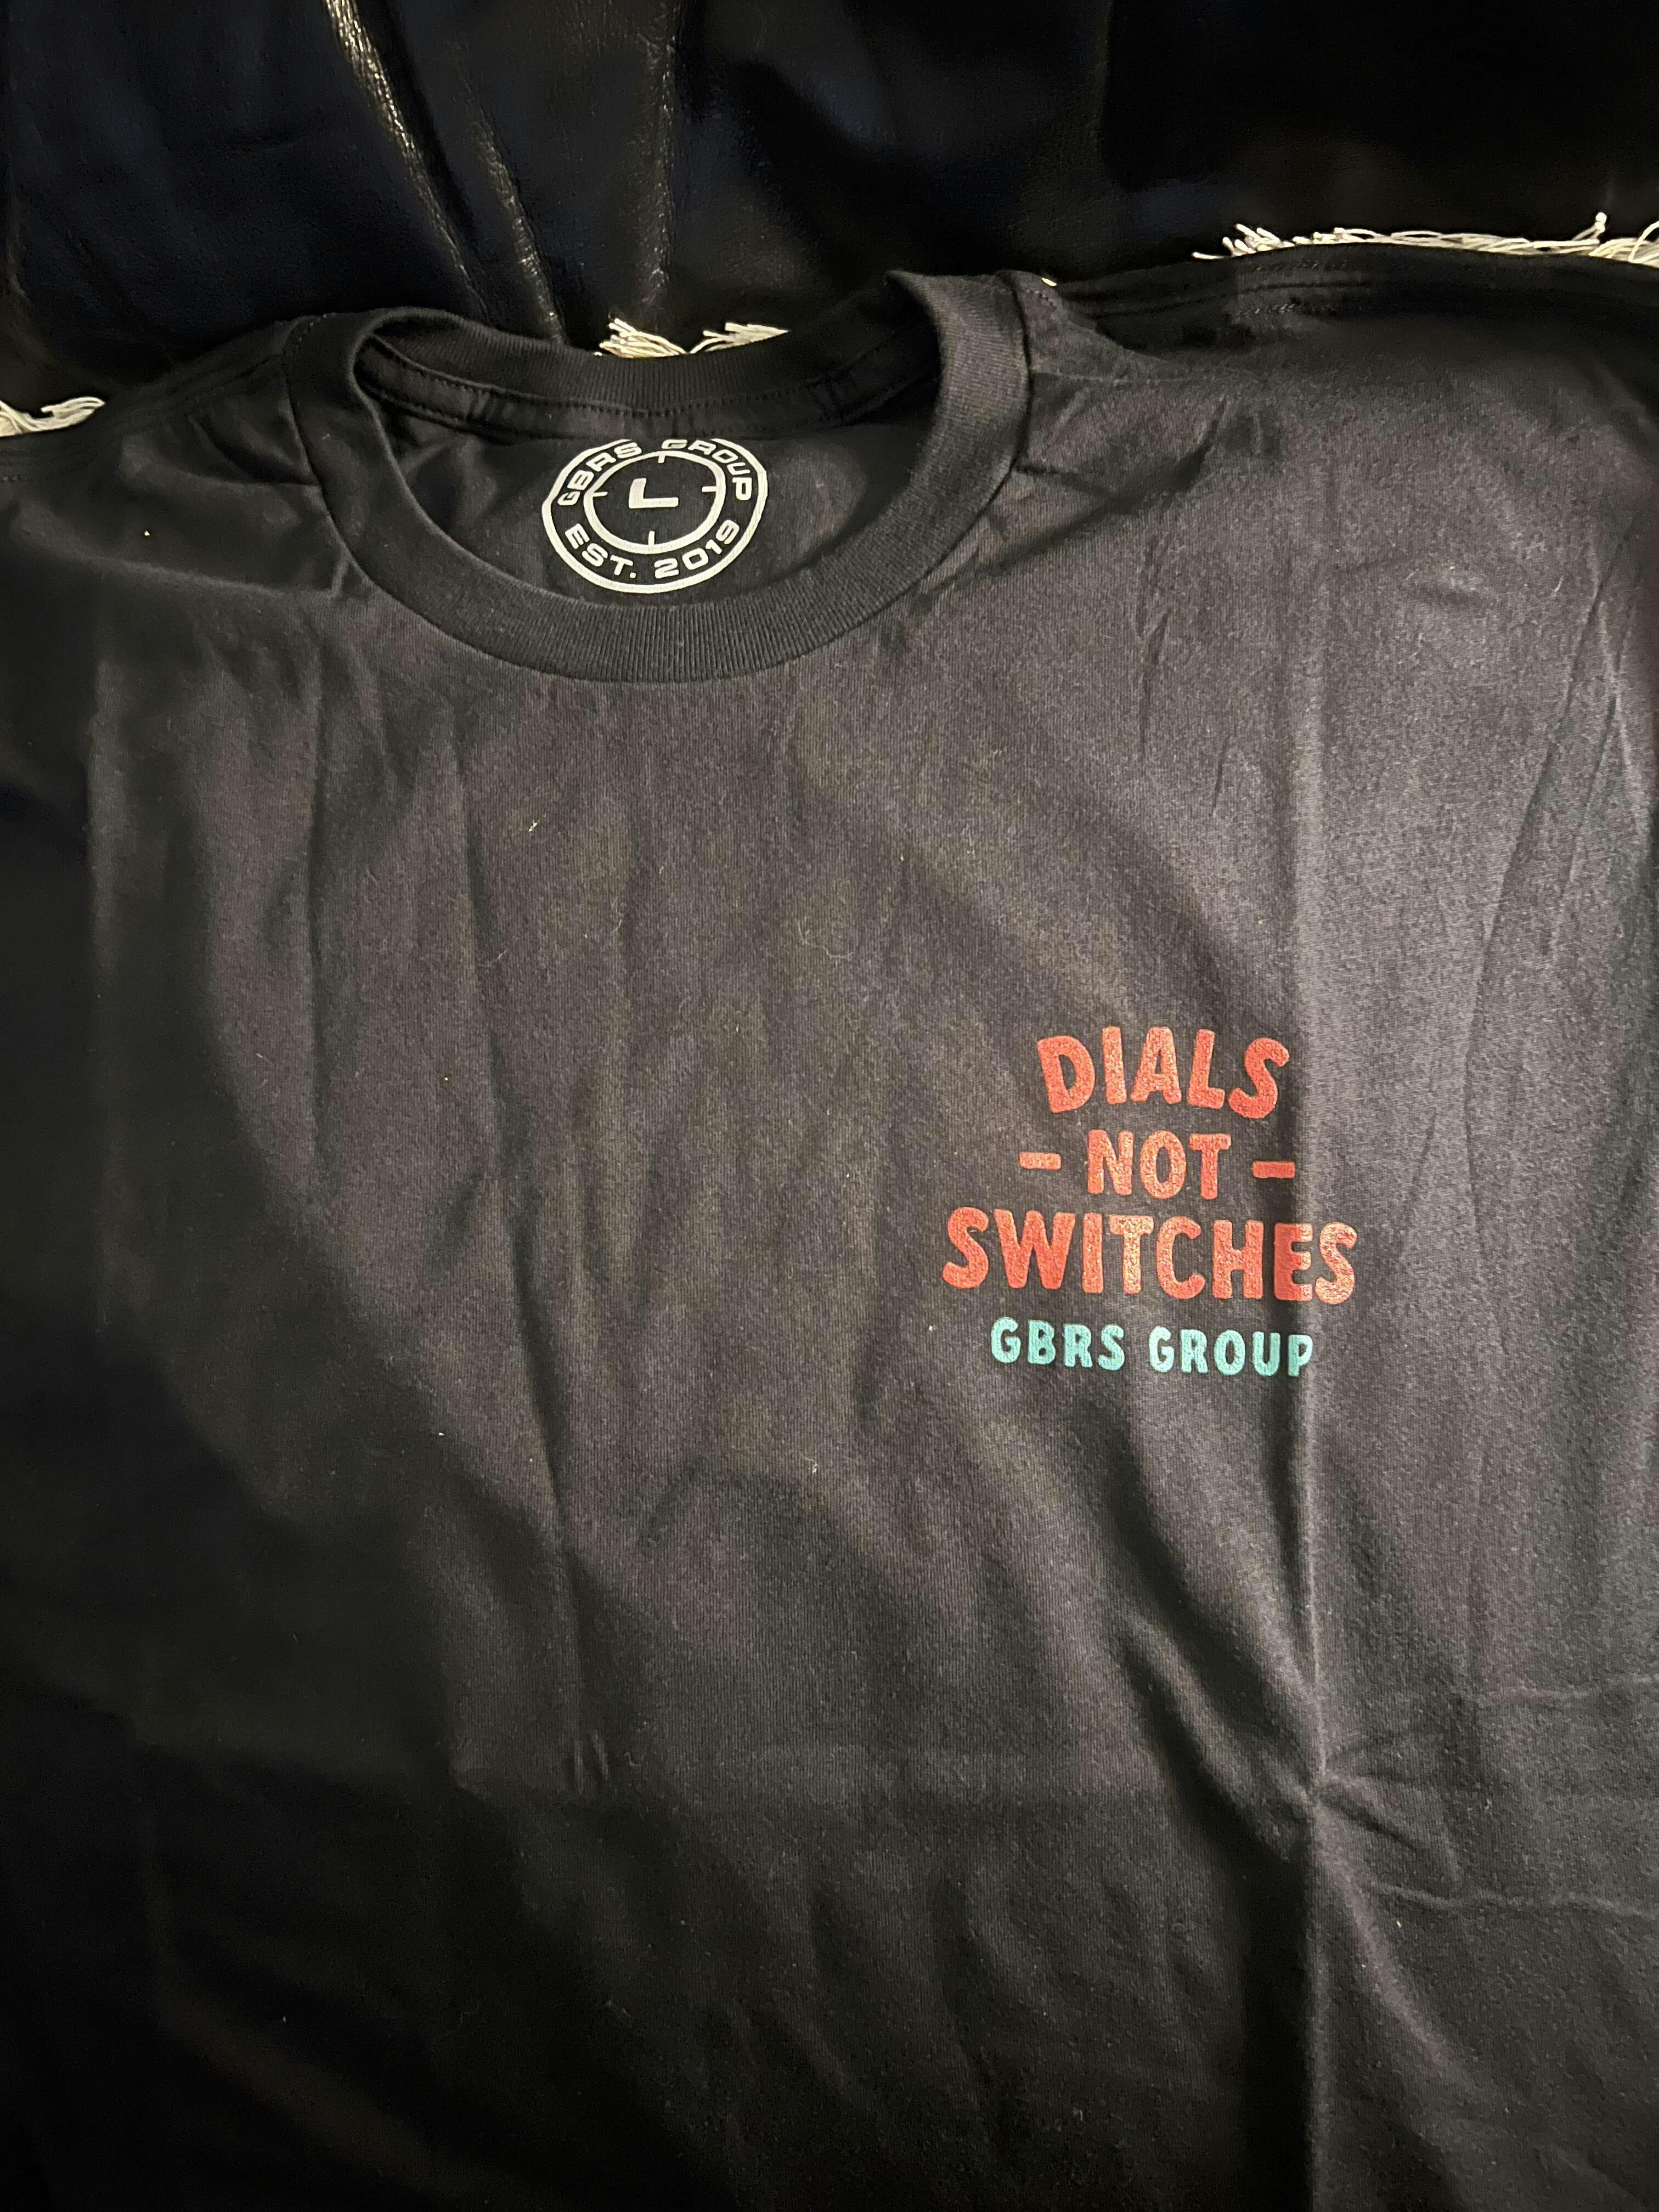 GBRS GROUP
EST. 2019
DIALS
- NOT -
SWITCHES
GBRS GROUP